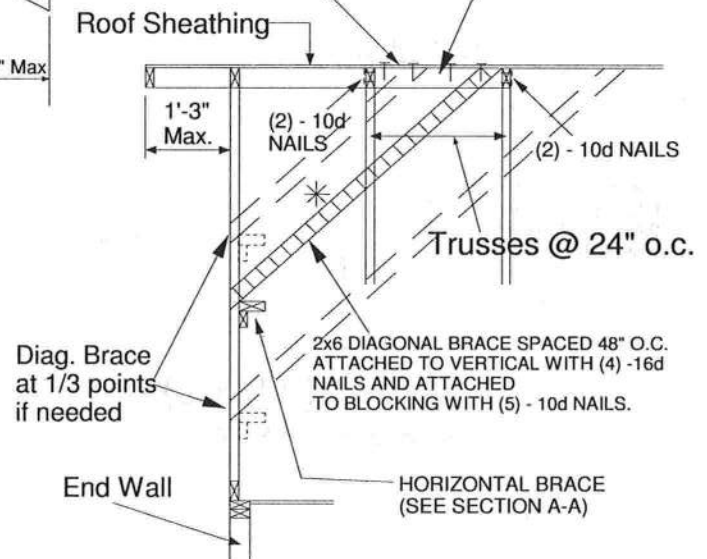 Roof Sheathing
" Max
1'-3"
Max.
(2) - 10d
NAILS
(2) - 10d NAILS
Trusses @ 24" o.c.
2x6 DIAGONAL BRACE SPACED 48" O.C.
ATTACHED TO VERTICAL WITH (4) -16d
NAILS AND ATTACHED
TO BLOCKING WITH (5) - 10d NAILS.
Diag. Brace
at 1/3 points
if needed
End Wall
HORIZONTAL BRACE
(SEE SECTION A-A)